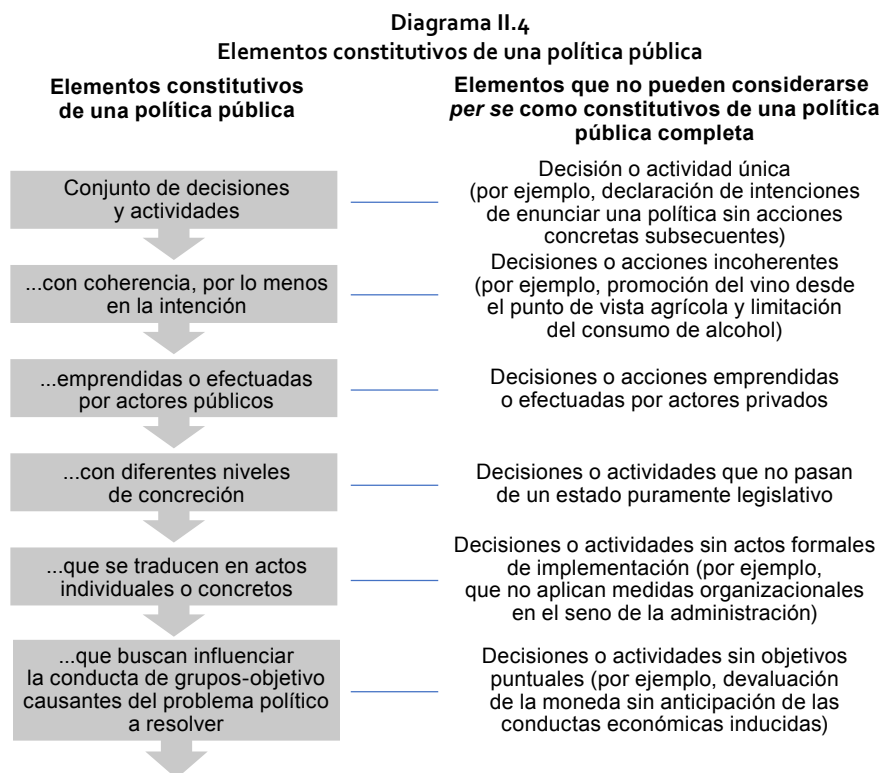 Diagrama II.4
Elementos constitutivos de una política pública
Elementos constitutivos
de una política pública
Elementos que no pueden considerarse
per se como constitutivos de una política
pública completa
Conjunto de decisiones
y actividades
Decisión o actividad única
(por ejemplo, declaración de intenciones
de enunciar una política sin acciones
concretas subsecuentes)
...con coherencia, por lo menos
en la intención
Decisiones o acciones incoherentes
(por ejemplo, promoción del vino desde
el punto de vista agrícola y limitación
del consumo de alcohol)
...emprendidas o efectuadas
por actores públicos
Decisiones o acciones emprendidas
o efectuadas por actores privados
...con diferentes niveles
de concreción
Decisiones o actividades que no pasan
de un estado puramente legislativo
...que se traducen en actos
individuales o concretos
Decisiones o actividades sin actos formales
de implementación (por ejemplo,
que no aplican medidas organizacionales
en el seno de la administración)
...que buscan influenciar
la conducta de grupos-objetivo
causantes del problema político
a resolver
Decisiones o actividades sin objetivos
puntuales (por ejemplo, devaluación
de la moneda sin anticipación de las
conductas económicas inducidas)